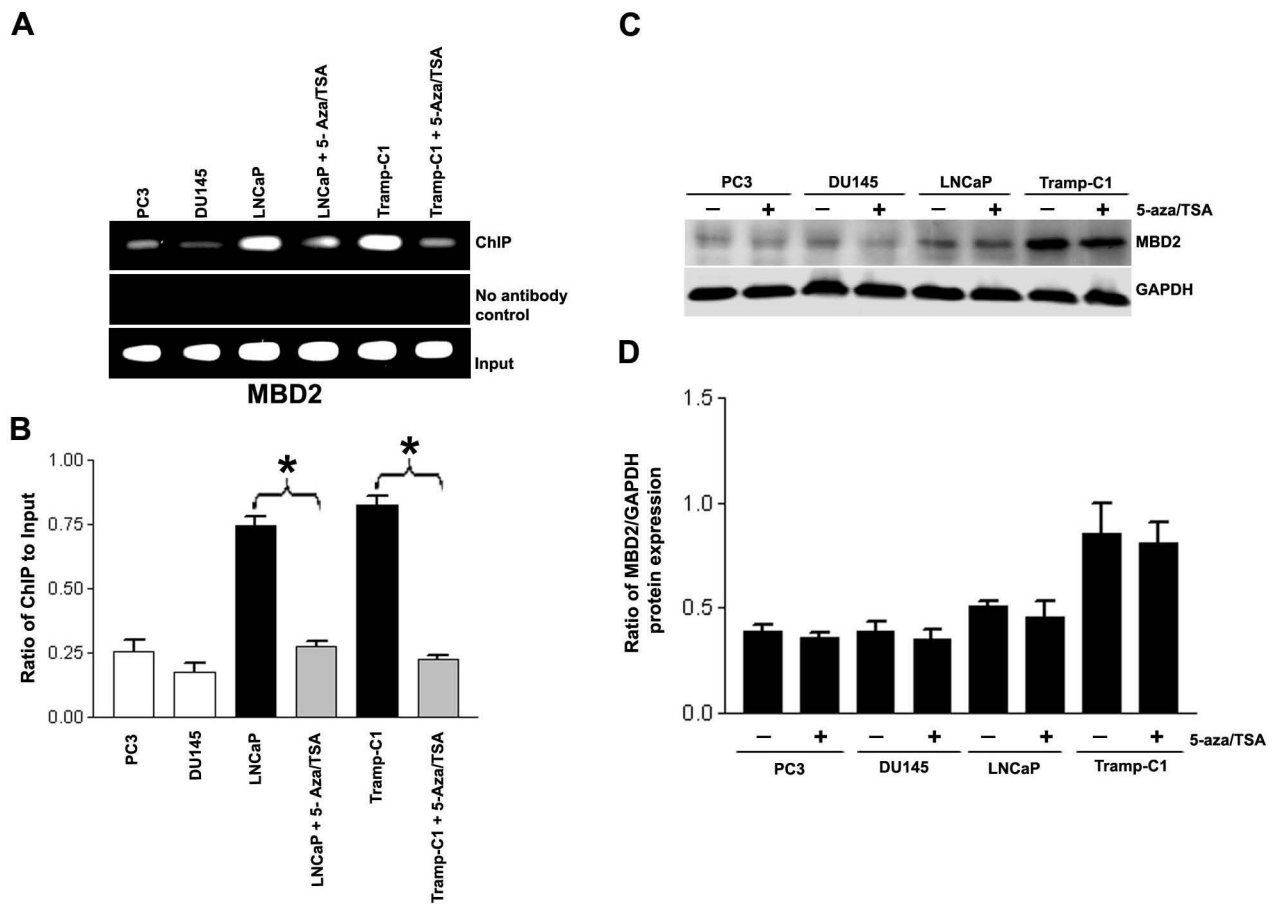 A
PC3
DU145
LNCaP
LNCaP + 5- Aza/TSA
Tramp-C1
Tramp-C1 + 5-Aza/TSA
ChIP
No antibody
control
Input
MBD2
B
*
*
Ratio of ChIP to Input
1.00
0.75
0.50
0.25
0.00
PC3
DU145
LNCaP
LNCaP + 5- Aza/TSA
Tramp-C1
Tramp-C1 + 5-Aza/TSA
C
PC3 DU145 LNCaP Tramp-C1
− + − + − + − + 5-aza/TSA
MBD2
GAPDH
D
Ratio of MBD2/GAPDH
protein expression
1.5
1.0
0.5
0.0
− + − + − + − + 5-aza/TSA
PC3 DU145 LNCaP Tramp-C1